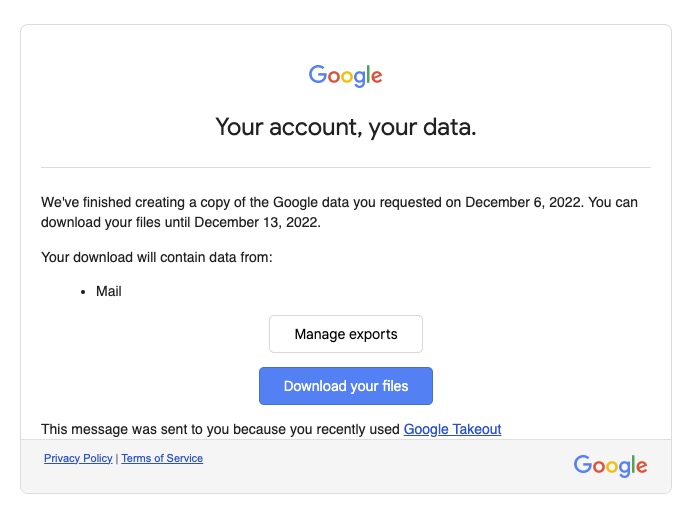 Google
Your account, your data.
We've finished creating a copy of the Google data you requested on December 6, 2022. You can
download your files until December 13, 2022.
Your download will contain data from:
• Mail
Manage exports
Download your files
This message was sent to you because you recently used Google Takeout
Privacy Policy | Terms of Service
Google